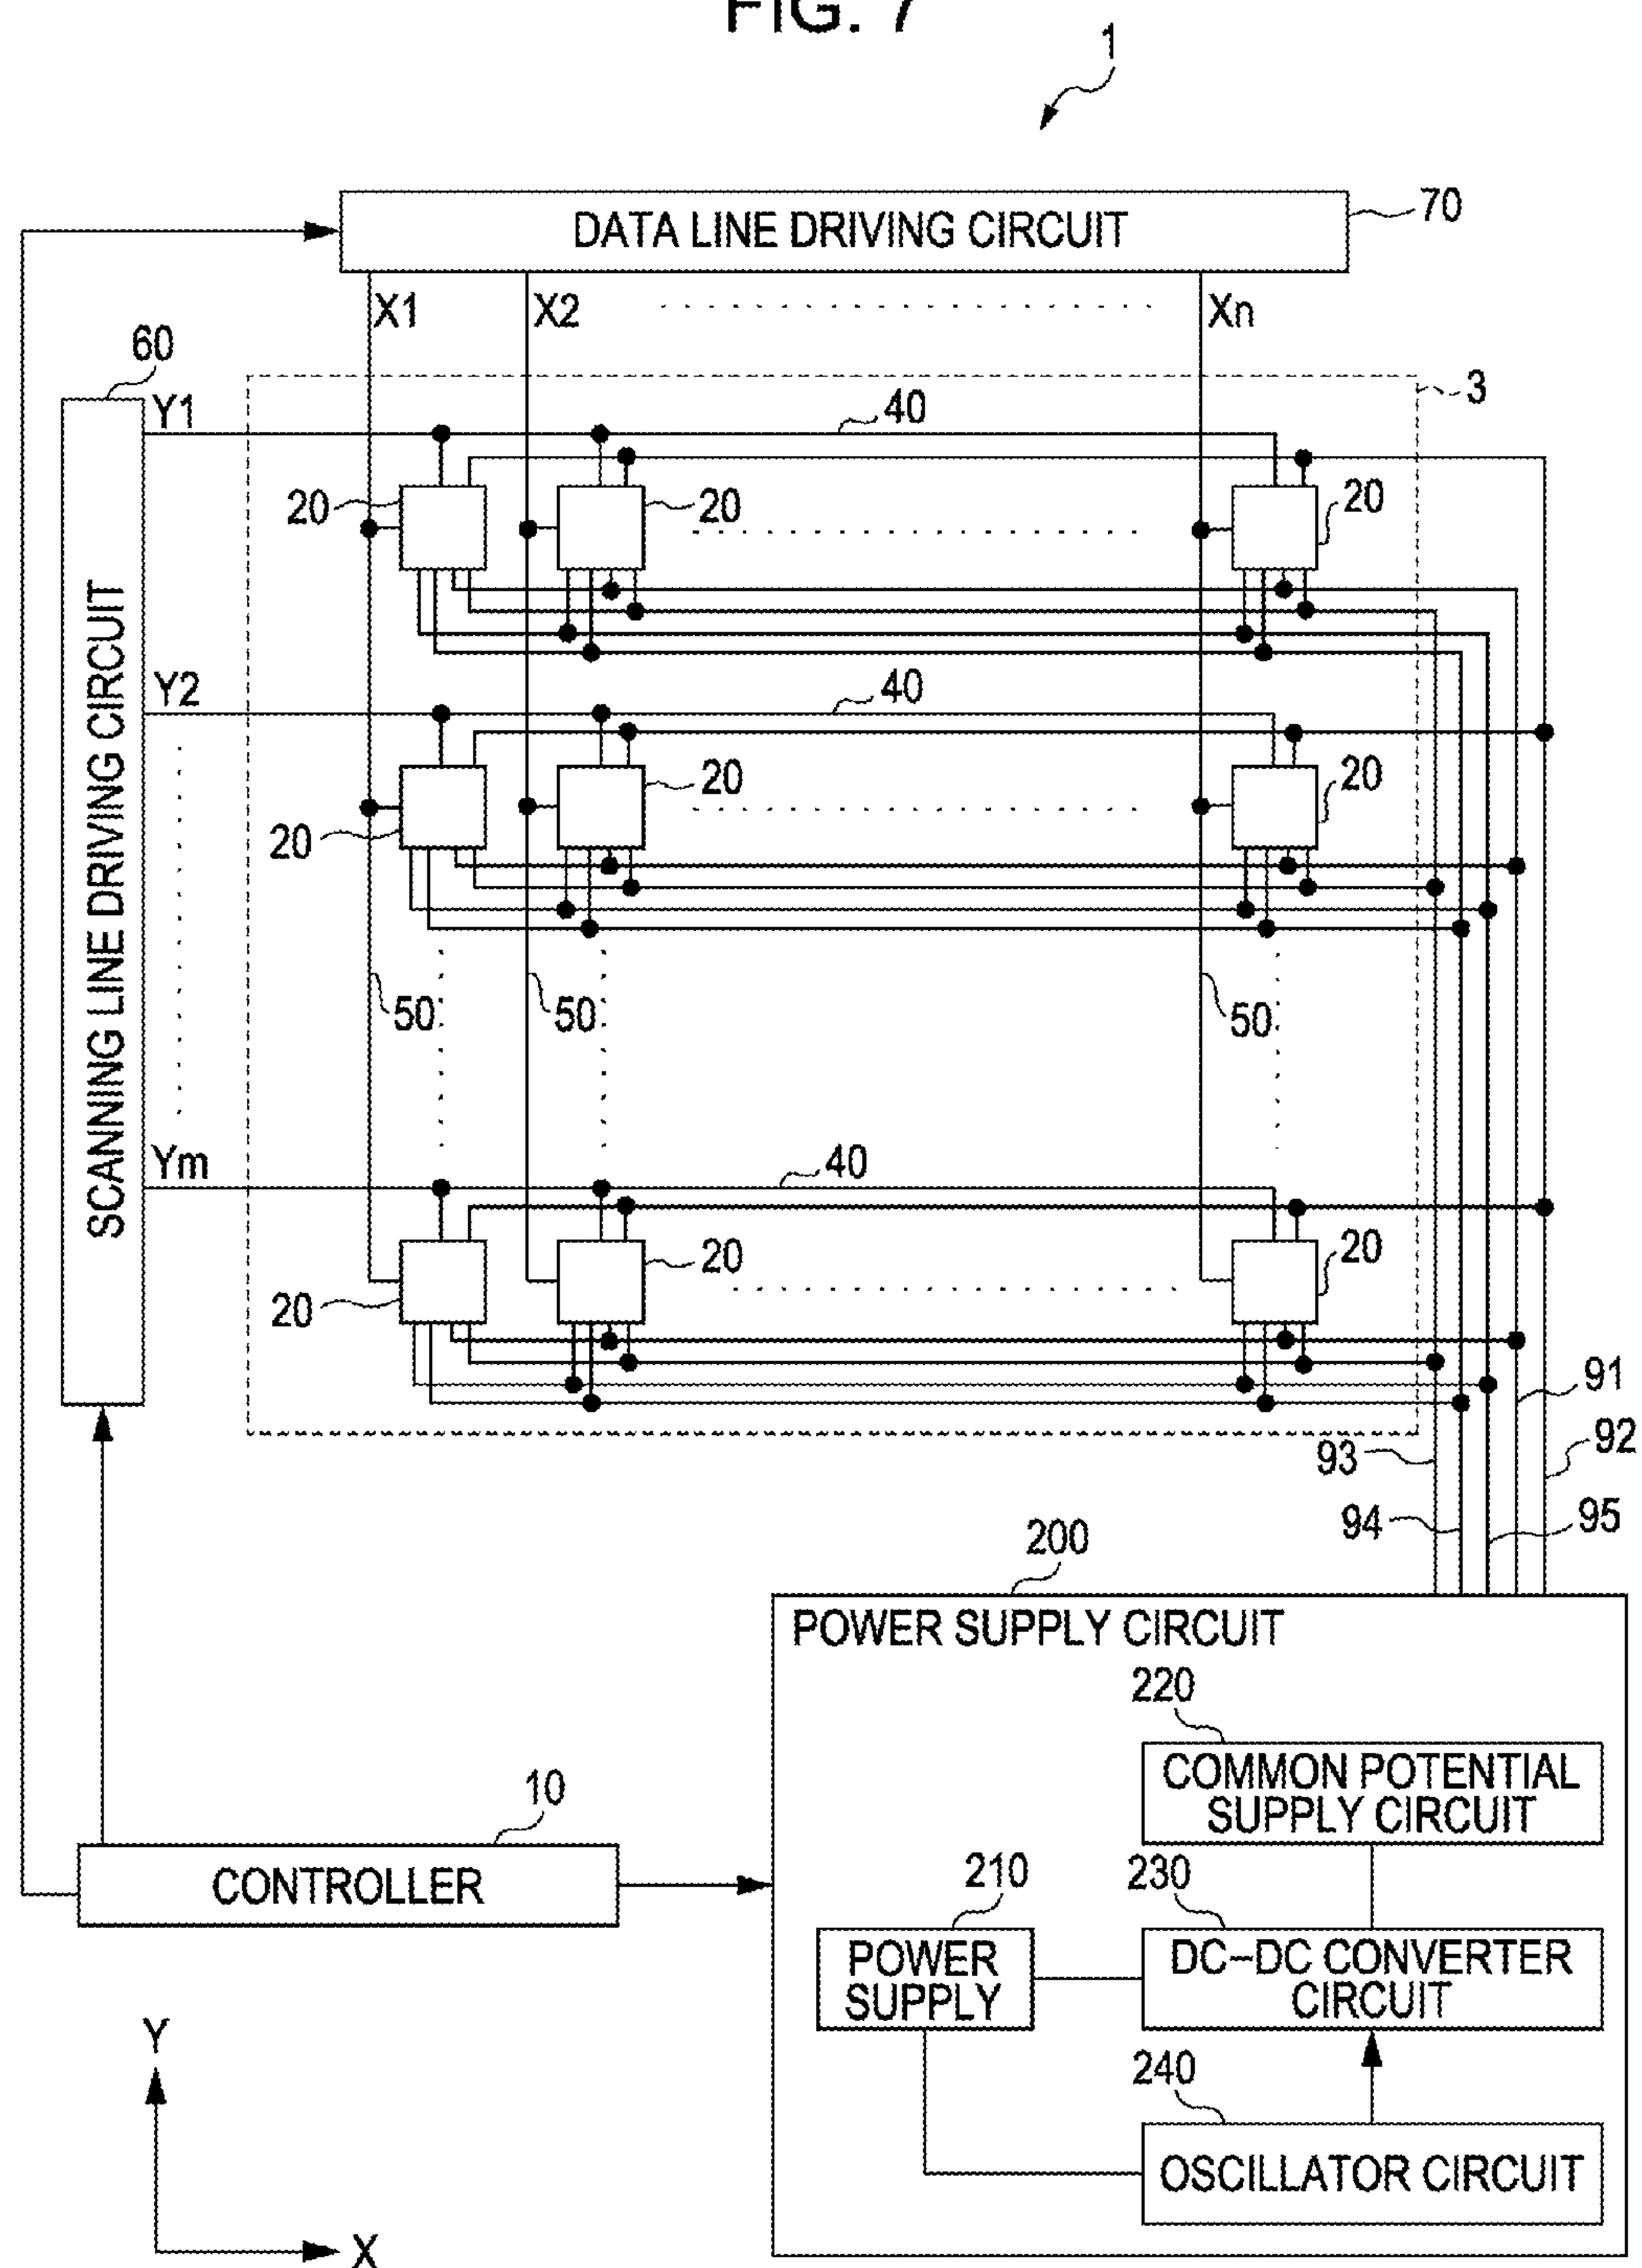 FIG. 7
1
DATA LINE DRIVING CIRCUIT
70
X1
X2
Xn
60
SCANNING LINE DRIVING CIRCUIT
3
Y1
40
20
20
20
Y2
40
20
20
20
50
50
50
Ym
40
20
20
20
91
92
93
94
95
200
POWER SUPPLY CIRCUIT
220
COMMON POTENTIAL
SUPPLY CIRCUIT
10
CONTROLLER
210
POWER
SUPPLY
230
DC-DC CONVERTER
CIRCUIT
240
OSCILLATOR CIRCUIT
Y
X